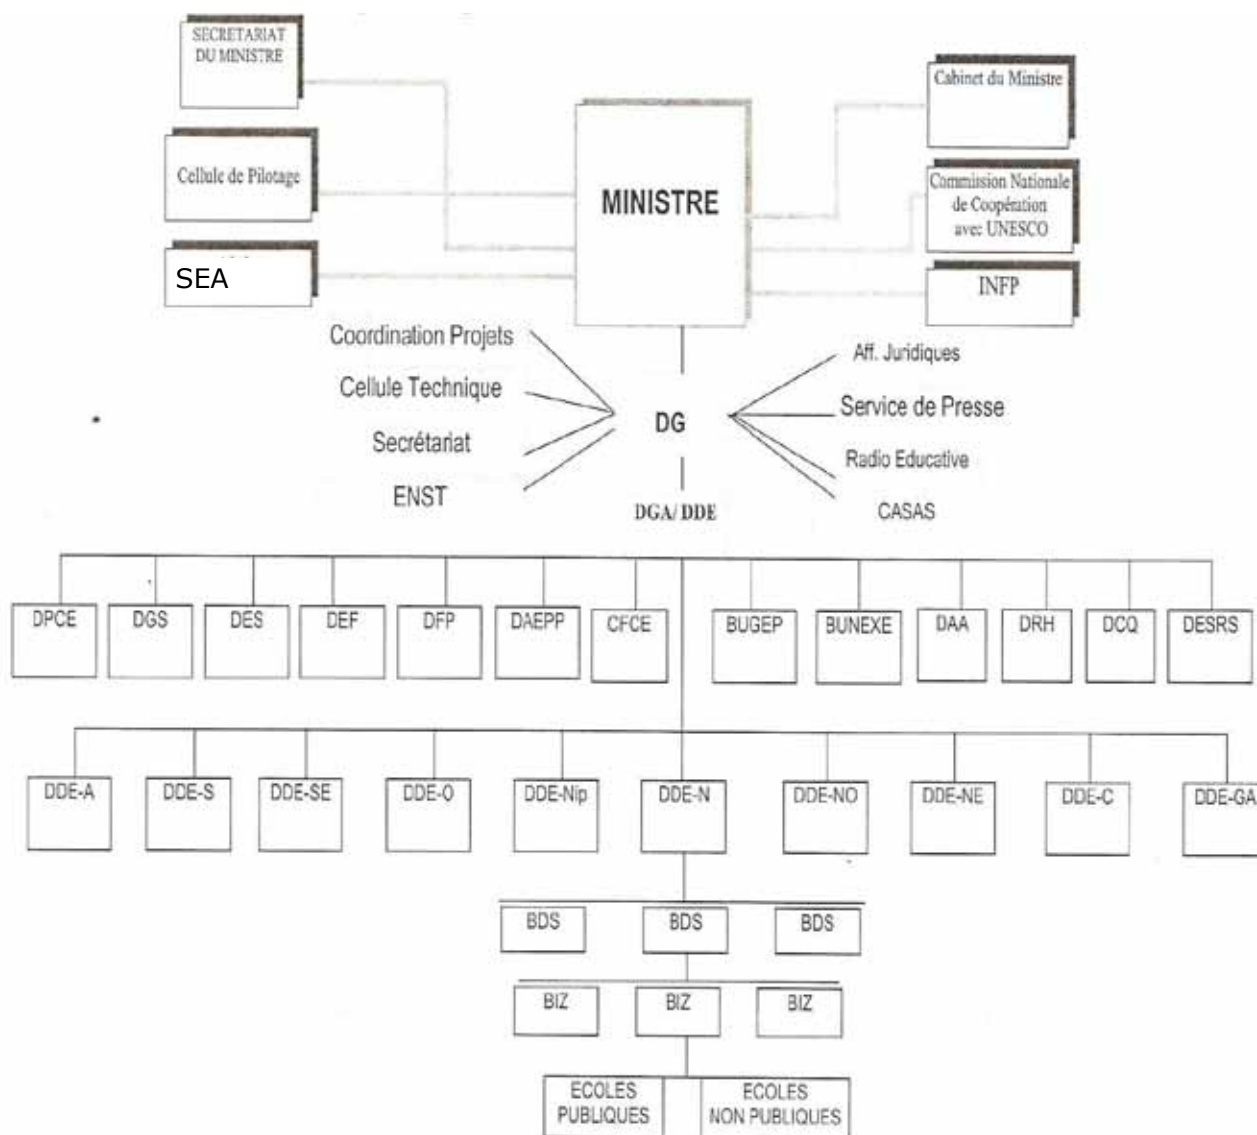 SECRETARIAT
DU MINISTRE
Cabinet du Ministre
Cellule de Pilotage
MINISTRE
Commission Nationale
de Coopération
avec UNESCO
SEA
INFP
Coordination Projets
Aff. Juridiques
Cellule Technique
Service de Presse
DG
Secrétariat
Radio Educative
ENST
DGA/ DDE
CASAS
DPCE
DGS
DES
DEF
DFP
DAEPP
CFCE
BUGEP
BUNEXE
DAA
DRH
DCQ
DESRS
DDE-A
DDE-S
DDE-SE
DDE-O
DDE-Nip
DDE-N
DDE-NO
DDE-NE
DDE-C
DDE-GA
BDS
BDS
BDS
BIZ
BIZ
BIZ
ECOLES
PUBLIQUES
ECOLES
NON PUBLIQUES